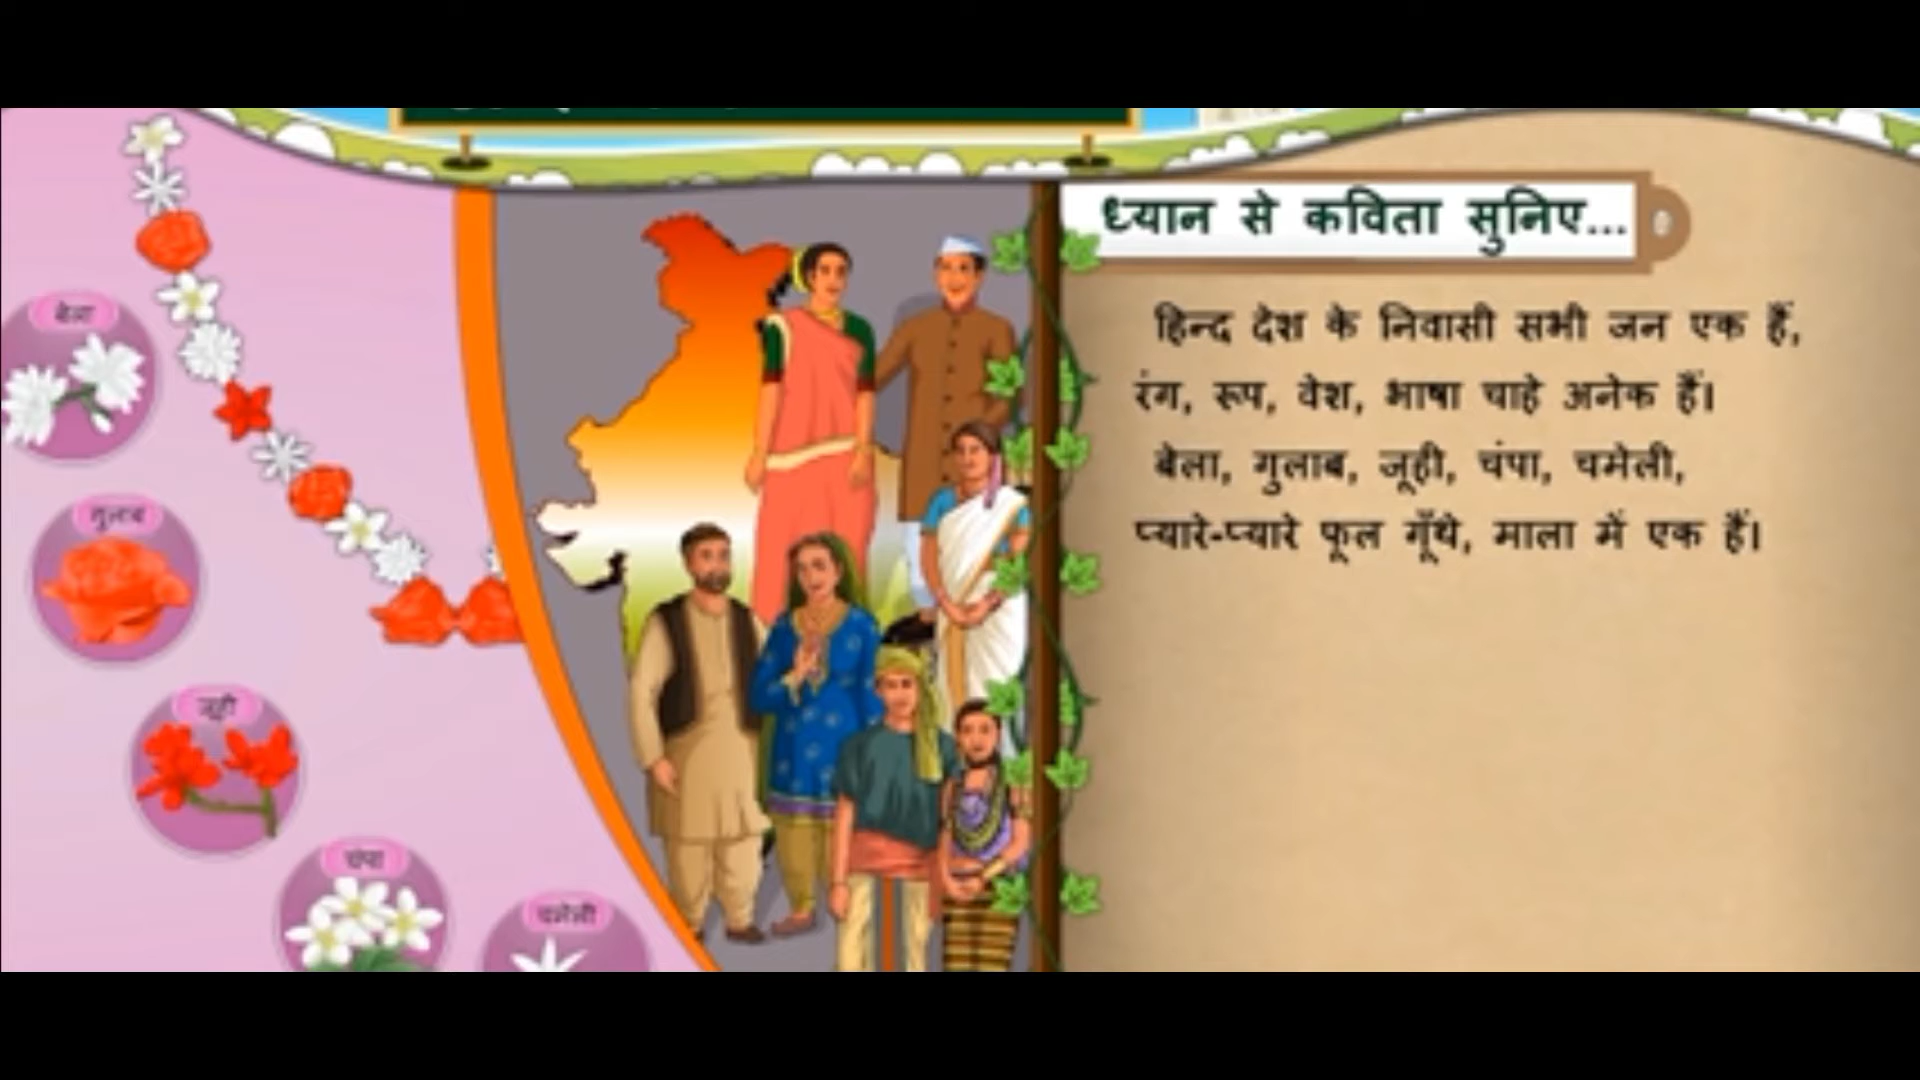 ध्यान से कविता सुनिए...
हिन्द देश के निवासी सभी जन एक हैं,
रंग, रूप, वेश, भाषा चाहे अनेक हैं।
बेला, गुलाब, जूही, चंपा, चमेली,
प्यारे-प्यारे फूल गूँथे, माला में एक हैं।
बेला
गुलाब
जूही
चंपा
चमेली